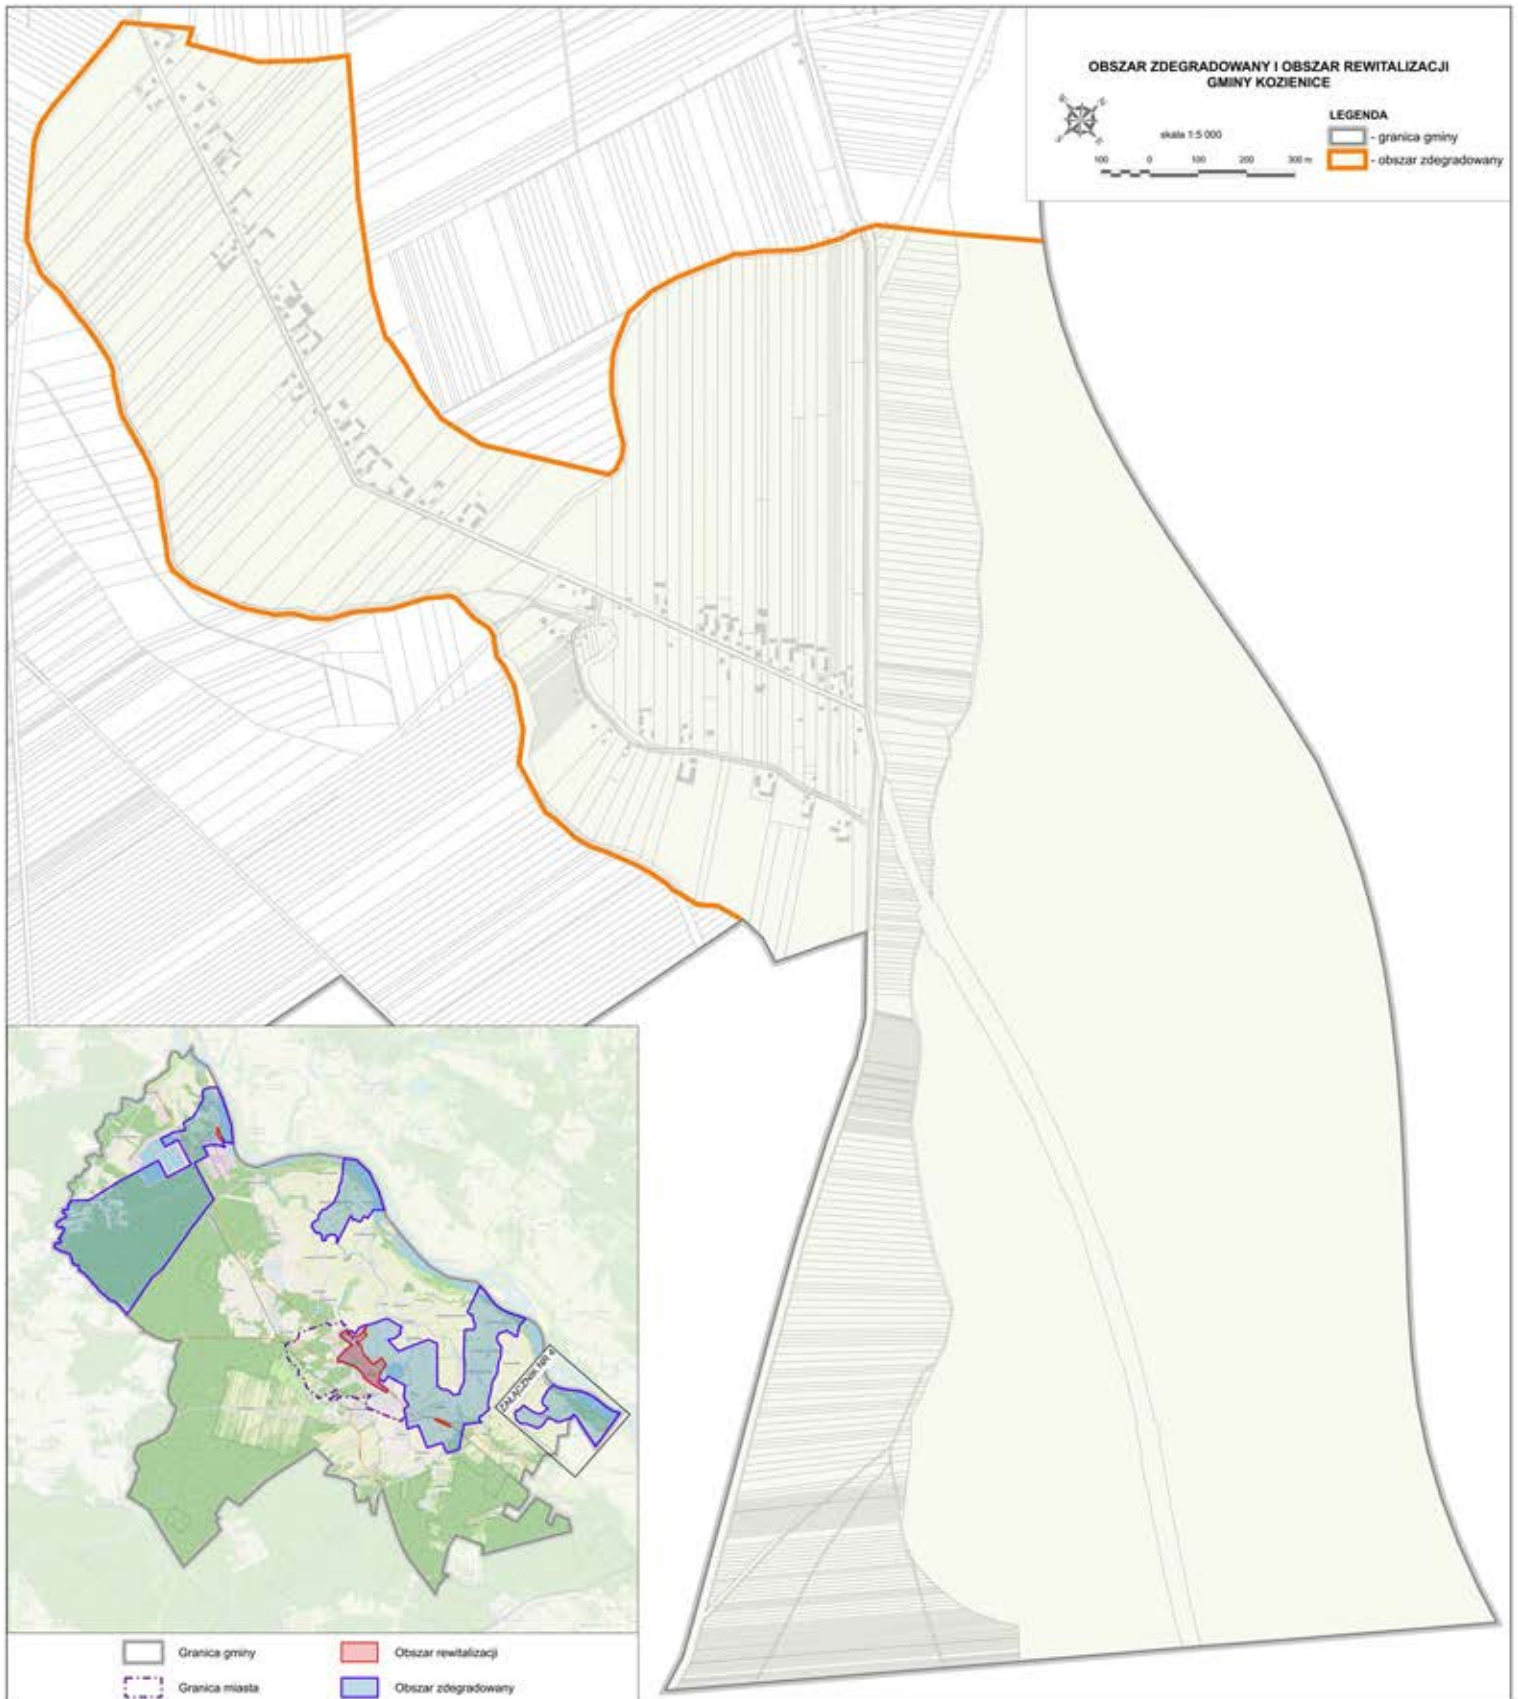 OBSZAR ZDEGRADOWANY I OBSZAR REWITALIZACJI
GMINY KOZIENICE
LEGENDA
skala 1:5 000
- granica gminy
100 0 100 200 300 m
- obszar zdegradowany
ZAŁĄCZNIK NR 4
Granica gminy
Obszar rewitalizacji
Granica miasta
Obszar zdegradowany